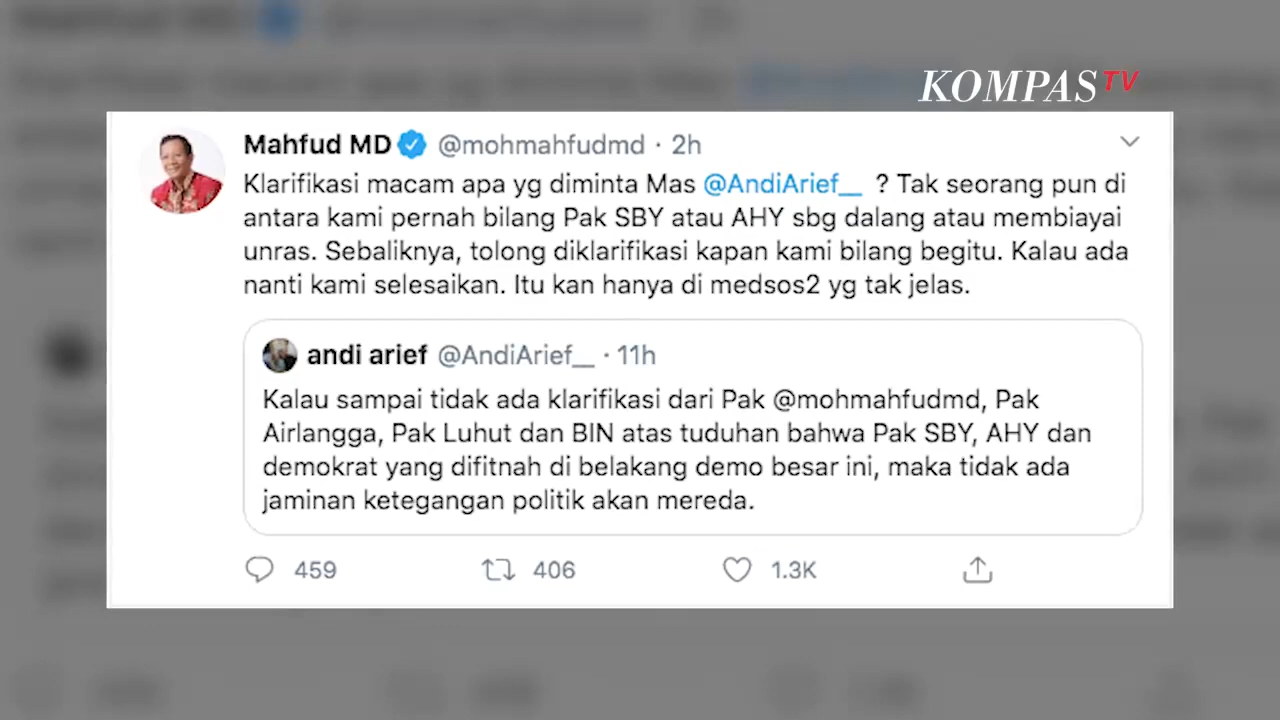 KOMPAS TV
Mahfud MD @mohmahfudmd · 2h
Klarifikasi macam apa yg diminta Mas @AndiArief__ ? Tak seorang pun di
antara kami pernah bilang Pak SBY atau AHY sbg dalang atau membiayai
unras. Sebaliknya, tolong diklarifikasi kapan kami bilang begitu. Kalau ada
nanti kami selesaikan. Itu kan hanya di medsos2 yg tak jelas.
andi arief @AndiArief__ · 11h
Kalau sampai tidak ada klarifikasi dari Pak @mohmahfudmd, Pak
Airlangga, Pak Luhut dan BIN atas tuduhan bahwa Pak SBY, AHY dan
demokrat yang difitnah di belakang demo besar ini, maka tidak ada
jaminan ketegangan politik akan mereda.
459 406 1.3K